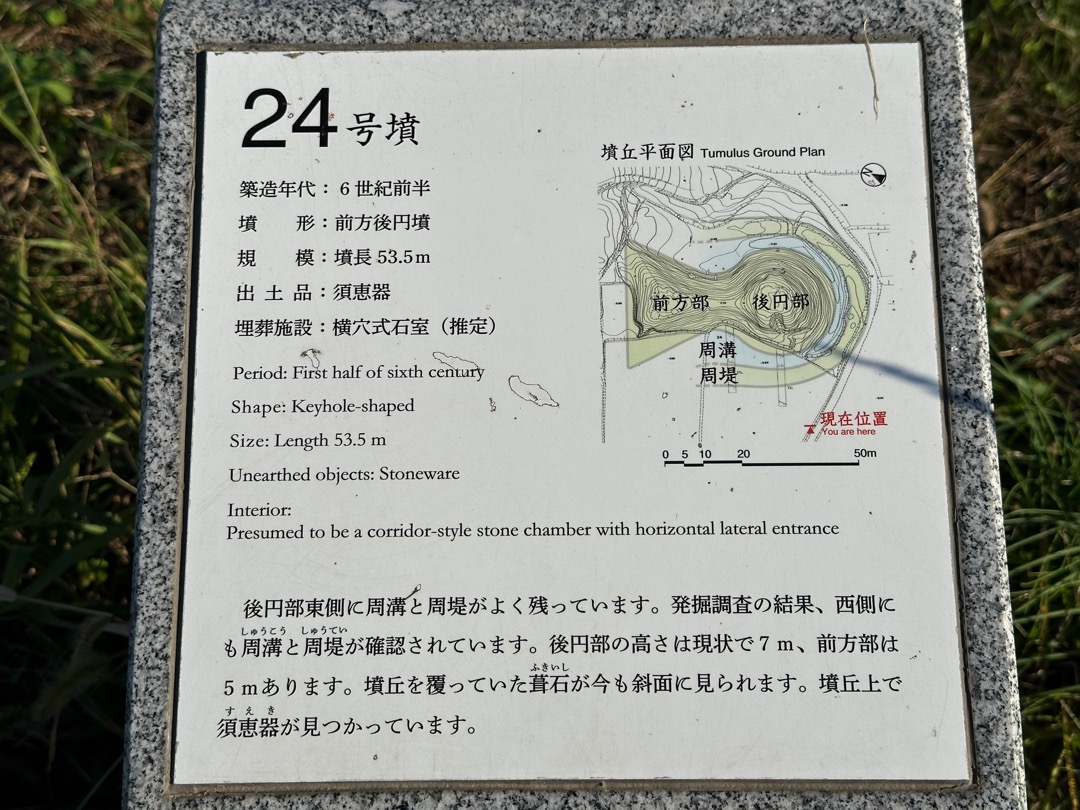 24号墳
築造年代：６世紀前半
墳形：前方後円墳
規模：墳長 53.5m
出土品：須恵器
埋葬施設：横穴式石室（推定）
Period: First half of sixth century
Shape: Keyhole-shaped
Size: Length 53.5 m
Unearthed objects: Stoneware
Interior:
Presumed to be a corridor-style stone chamber with horizontal lateral entrance
墳丘平面図 Tumulus Ground Plan
前方部
後円部
周溝
周堤
現在位置
You are here
0 5 10 20 50m
後円部東側に周溝と周堤がよく残っています。発掘調査の結果、西側に
しゅうこう しゅうてい
も周溝と周堤が確認されています。後円部の高さは現状で７ｍ、前方部は
ふきいし
５ｍあります。墳丘を覆っていた葺石が今も斜面に見られます。墳丘上で
すえき
須恵器が見つかっています。